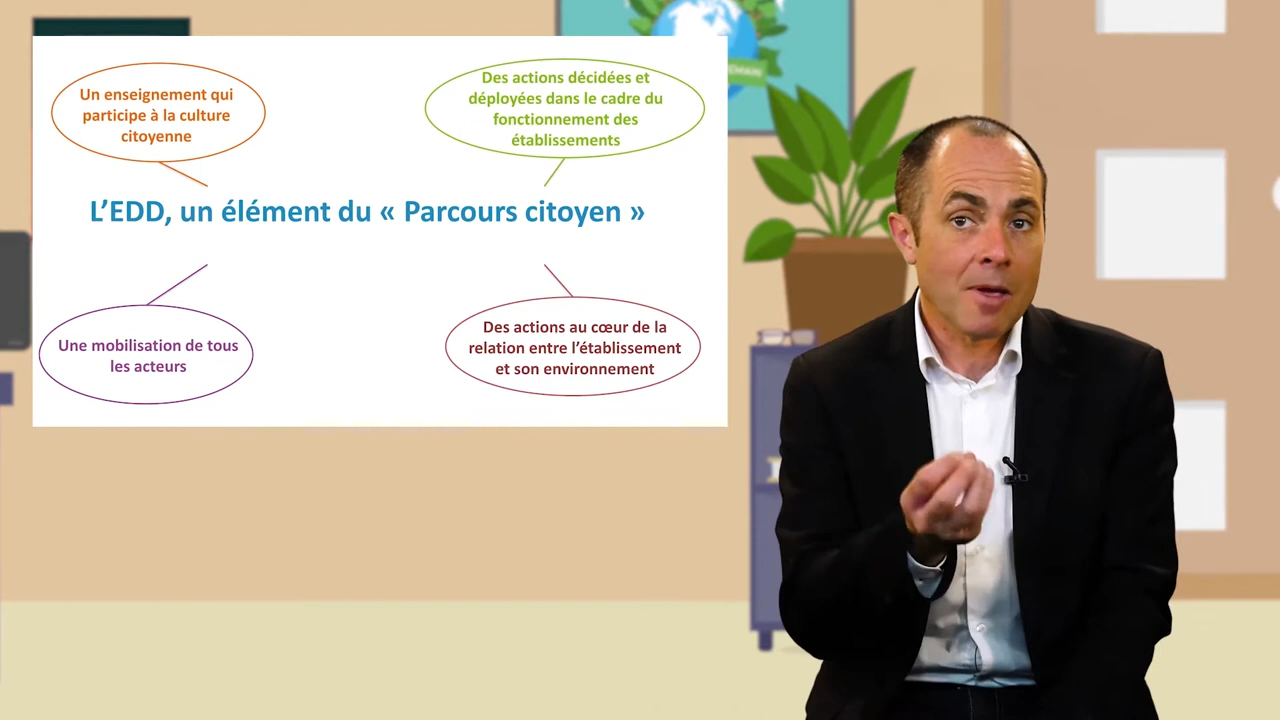 Un enseignement qui
participe à la culture
citoyenne
Des actions décidées et
déployées dans le cadre du
fonctionnement des
établissements
L’EDD, un élément du « Parcours citoyen »
Une mobilisation de tous
les acteurs
Des actions au cœur de la
relation entre l’établissement
et son environnement